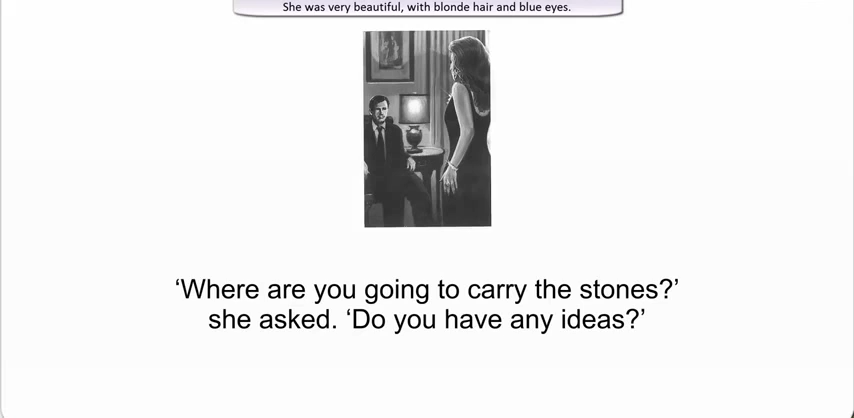 She was very beautiful, with blonde hair and blue eyes.
‘Where are you going to carry the stones?’
she asked. ‘Do you have any ideas?’